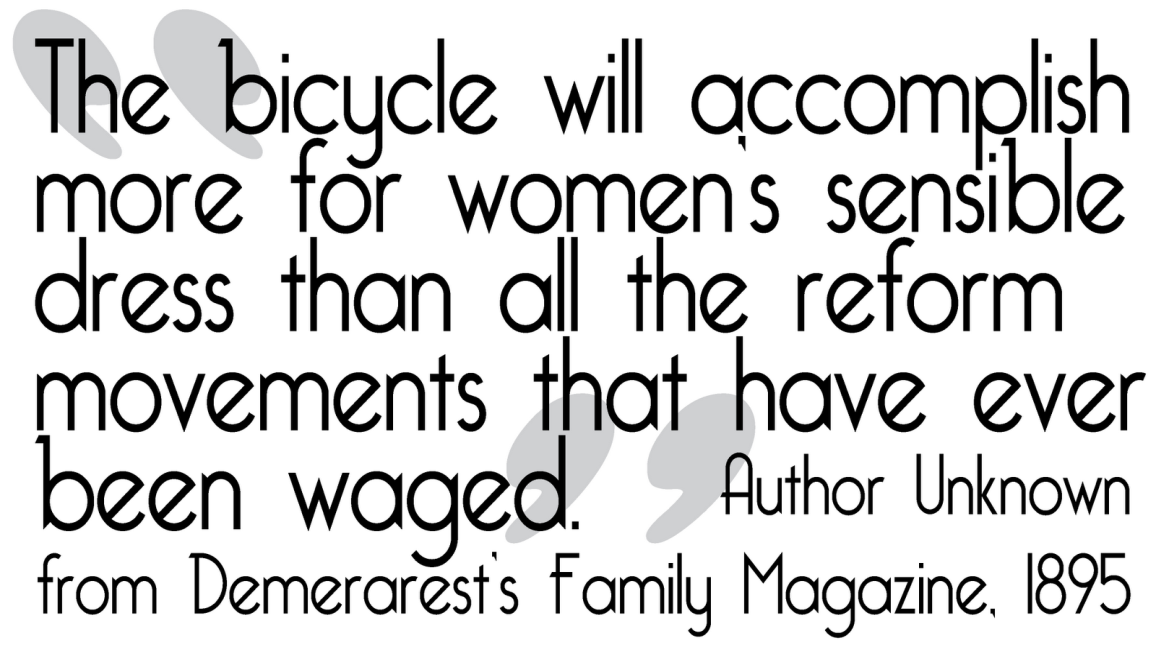 The bicycle will accomplish
more for women's sensible
dress than all the reform
movements that have ever
been waged.
Author Unknown
from Demerarest's Family Magazine, 1895